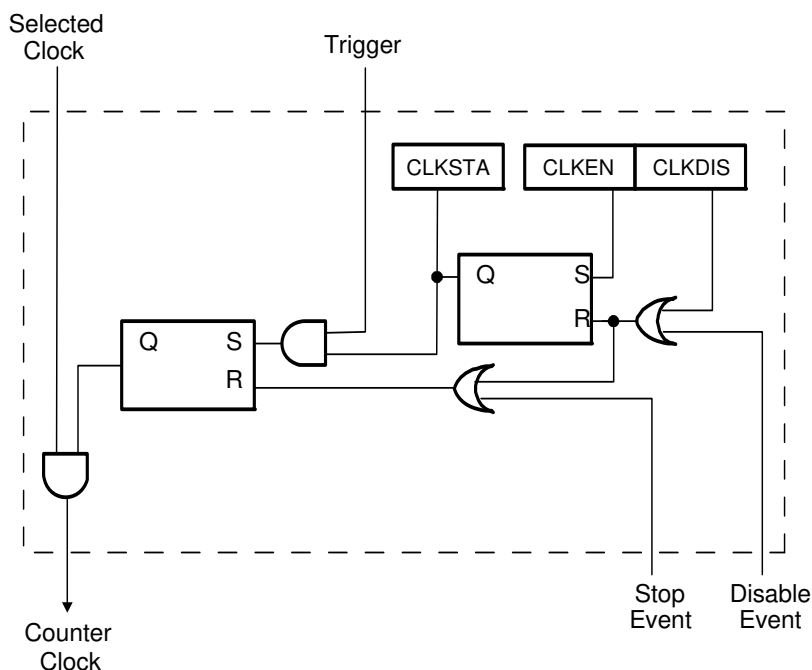 Selected
Clock
Trigger
CLKSTA
CLKEN
CLKDIS
Q
S
R
Q
S
R
Stop
Event
Disable
Event
Counter
Clock